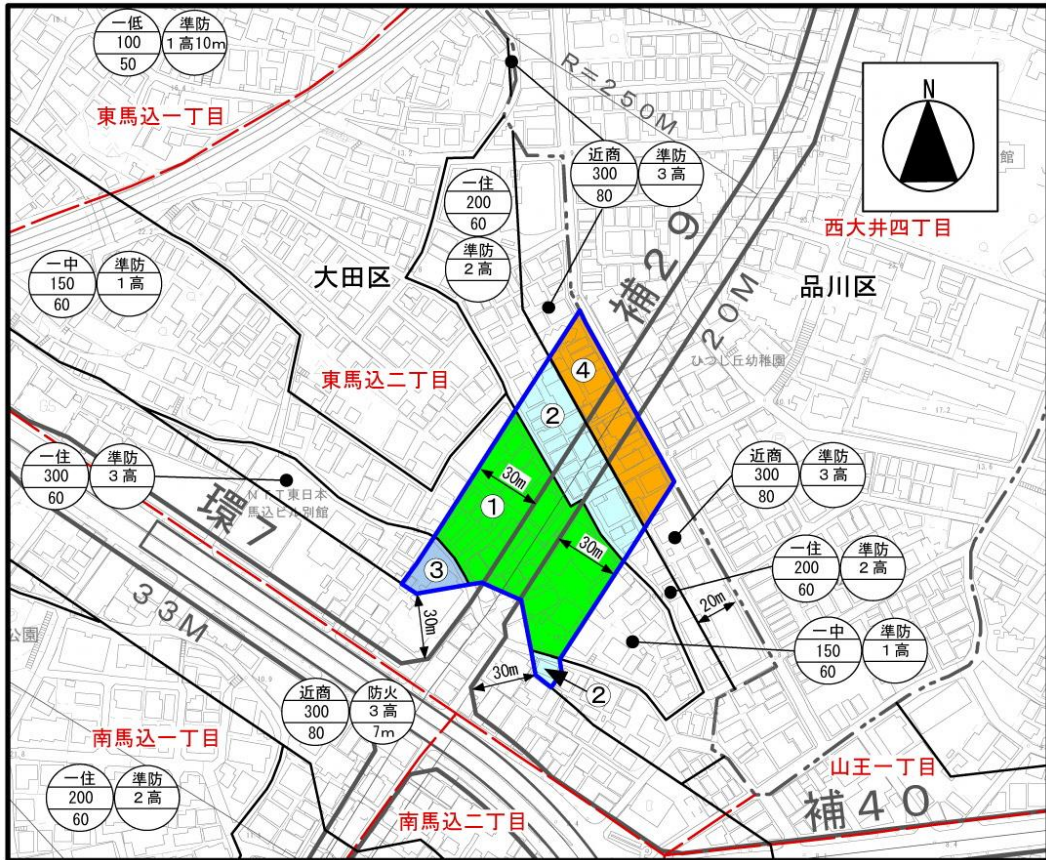 一低
100
50
準防
1高10m
東馬込一丁目
R=250M
N
近商
300
80
準防
3高
館
西大井四丁目
一住
200
60
準防
2高
補29
20M
一中
150
60
準防
1高
大田区
品川区
ひつじ丘幼稚園
東馬込二丁目
④
②
①
30m
③
30m
一住
300
60
準防
3高
NTT東日本
馬込ビル別館
環7
33M
近商
300
80
準防
3高
一住
200
60
準防
2高
20m
一中
150
60
準防
1高
公園
30m
30m
②
近商
300
80
防火
3高
7m
南馬込一丁目
一住
200
60
準防
2高
南馬込二丁目
山王一丁目
補40